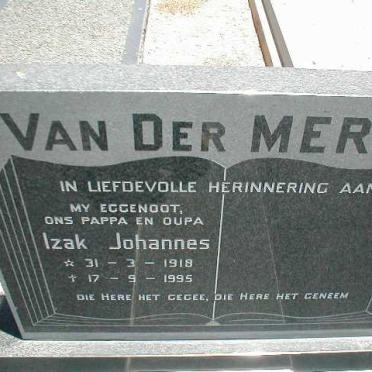 VAN DER MER
IN LIEFDEVOLLE HERINNERING AAN
MY EGGENOOT,
ONS PAPPA EN OUPA
Izak Johannes
☆ 31 - 3 - 1918
† 17 - 9 - 1995
DIE HERE HET GEGEE, DIE HERE HET GENEEM